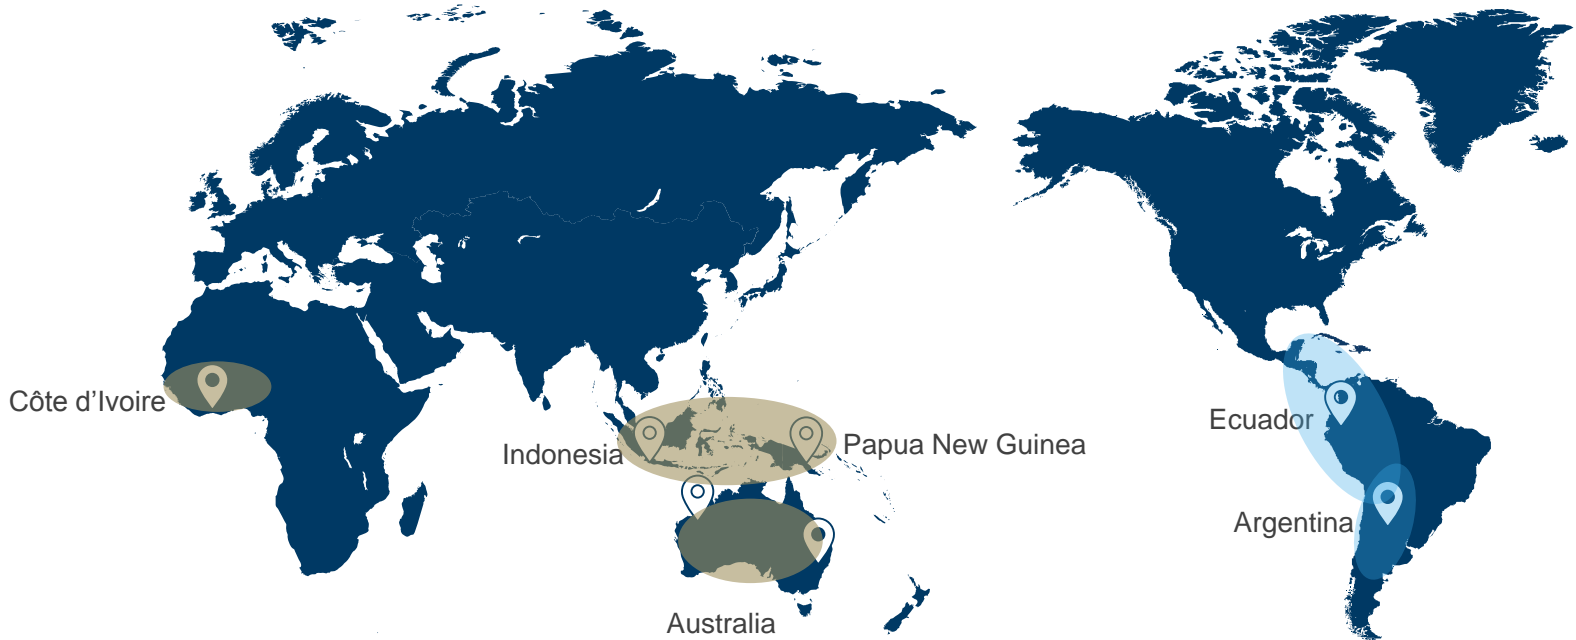 Côte d’Ivoire
Indonesia
Papua New Guinea
Australia
Ecuador
Argentina